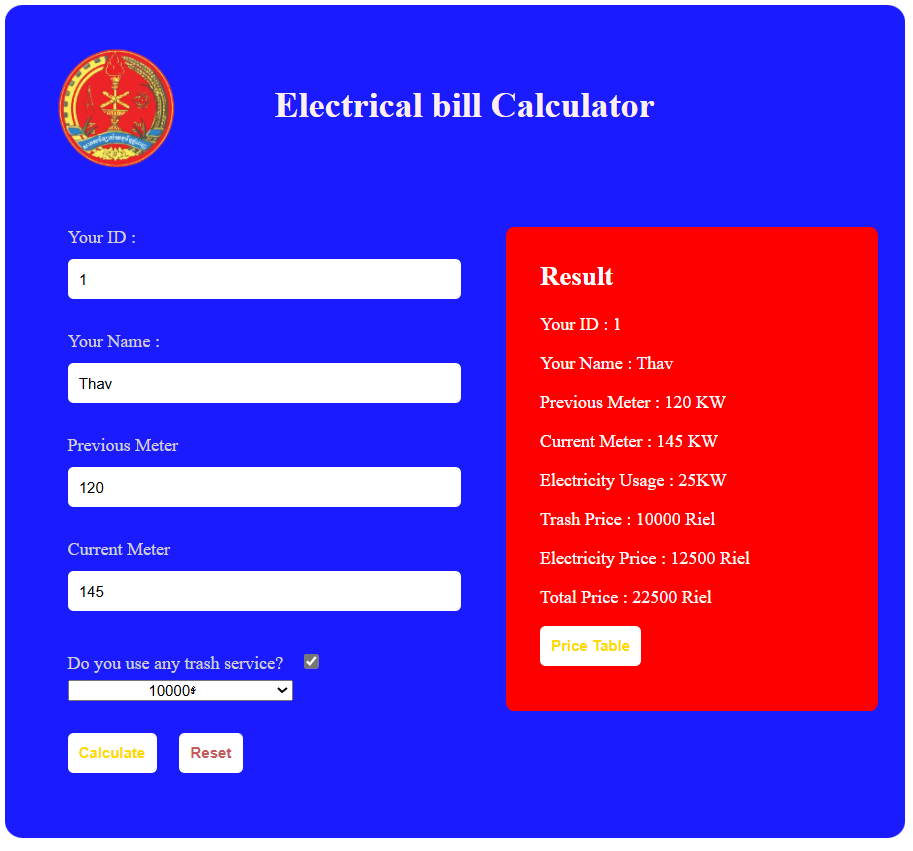 Electrical bill Calculator
Your ID :
1
Your Name :
Thav
Previous Meter
120
Current Meter
145
Do you use any trash service?
10000៛
Calculate
Reset
Result
Your ID : 1
Your Name : Thav
Previous Meter : 120 KW
Current Meter : 145 KW
Electricity Usage : 25KW
Trash Price : 10000 Riel
Electricity Price : 12500 Riel
Total Price : 22500 Riel
Price Table